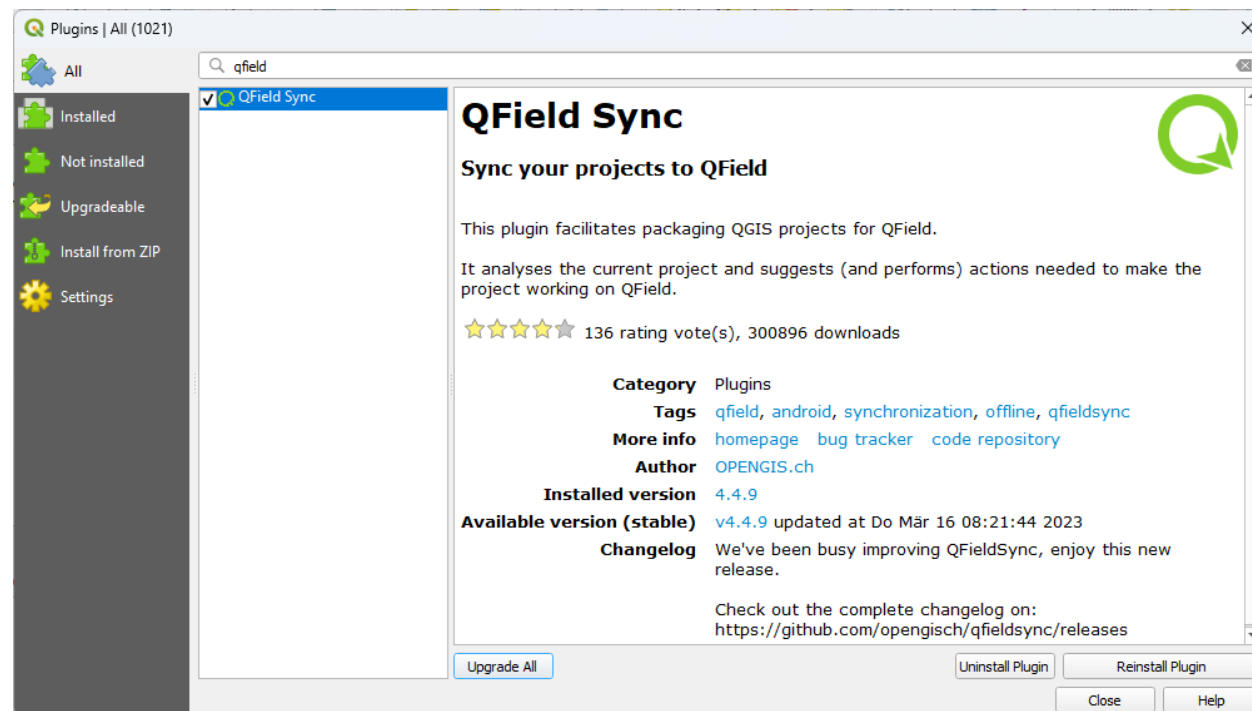 Plugins | All (1021)
All
Installed
Not installed
Upgradeable
Install from ZIP
Settings
qfield
QField Sync
QField Sync
Sync your projects to QField
This plugin facilitates packaging QGIS projects for QField.
It analyses the current project and suggests (and performs) actions needed to make the
project working on QField.
136 rating vote(s), 300896 downloads
Category Plugins
Tags qfield, android, synchronization, offline, qfieldsync
More info homepage bug tracker code repository
Author OPENGIS.ch
Installed version 4.4.9
Available version (stable) v4.4.9 updated at Do Mär 16 08:21:44 2023
Changelog We've been busy improving QFieldSync, enjoy this new
release.
Check out the complete changelog on:
https://github.com/opengisch/qfieldsync/releases
Upgrade All
Uninstall Plugin
Reinstall Plugin
Close
Help